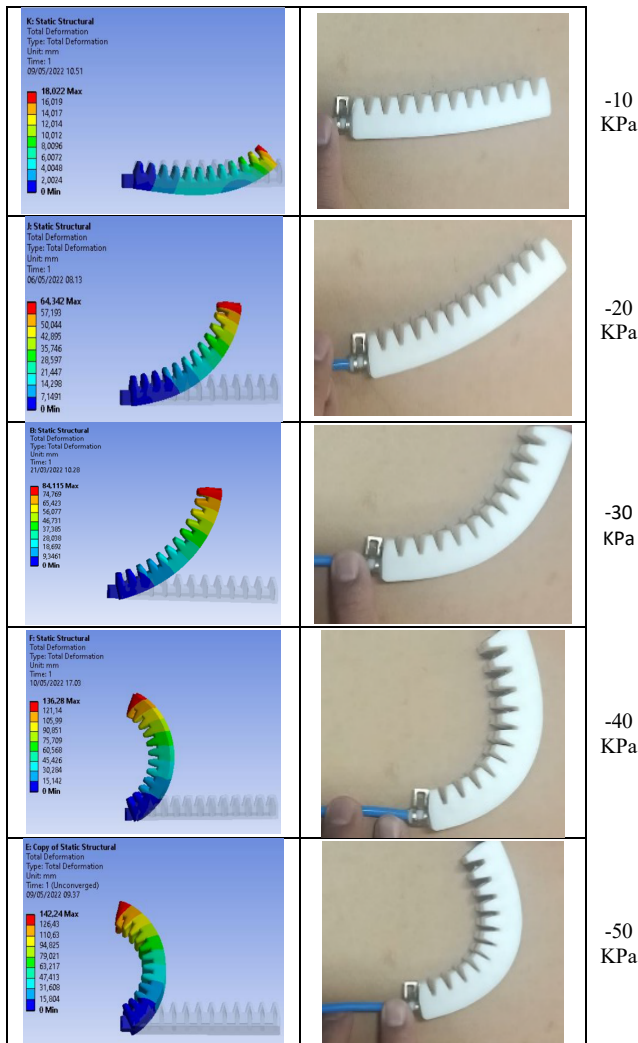 K: Static Structural
Total Deformation
Type: Total Deformation
Unit: mm
Time: 1
09/05/2022 10.51
18,022 Max
16,019
14,017
12,014
10,012
8,0096
6,0072
4,0048
2,0024
0 Min
-10
KPa
J: Static Structural
Total Deformation
Type: Total Deformation
Unit: mm
Time: 1
06/05/2022 08.13
64,342 Max
57,193
50,044
42,895
35,746
28,597
21,447
14,298
7,1491
0 Min
-20
KPa
B: Static Structural
Total Deformation
Type: Total Deformation
Unit: mm
Time: 1
21/03/2022 10.28
84,115 Max
74,769
65,423
56,077
46,731
37,385
28,038
18,692
9,3461
0 Min
-30
KPa
F: Static Structural
Total Deformation
Type: Total Deformation
Unit: mm
Time: 1
10/05/2022 17.03
136,28 Max
121,14
105,99
90,851
75,709
60,568
45,426
30,284
15,142
0 Min
-40
KPa
E: Copy of Static Structural
Total Deformation
Type: Total Deformation
Unit: mm
Time: 1 (Unconverged)
09/05/2022 09.37
142,24 Max
126,43
110,63
94,825
79,021
63,217
47,413
31,608
15,804
0 Min
-50
KPa